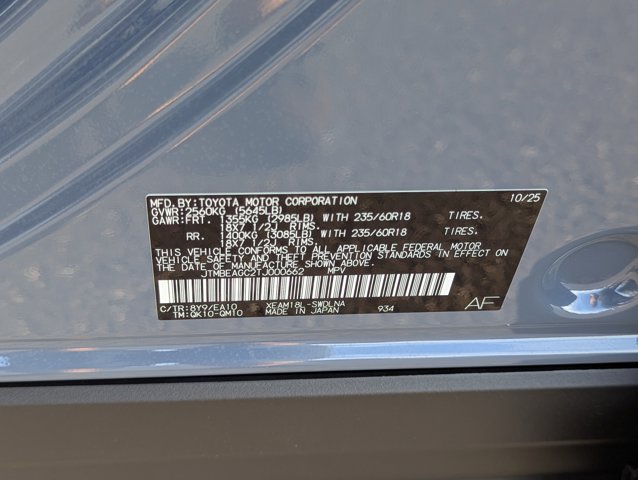 MFD. BY: TOYOTA MOTOR CORPORATION 10/25
GVWR: 2560KG (5645LB)
GAWR: FRT. 1355KG (2985LB) WITH 235/60R18 TIRES.
18X7 1/2J RIMS.
RR. 1400KG (3085LB) WITH 235/60R18 TIRES.
18X7 1/2J RIMS.
THIS VEHICLE CONFORMS TO ALL APPLICABLE FEDERAL MOTOR
VEHICLE SAFETY AND THEFT PREVENTION STANDARDS IN EFFECT ON
THE DATE OF MANUFACTURE SHOWN ABOVE.
JTMBEAGC2TJ000662 MPV
C/TR: 8Y9/EA10 XEAM18L-SWDLNA
TM: QK10-QM10 MADE IN JAPAN 934 AF